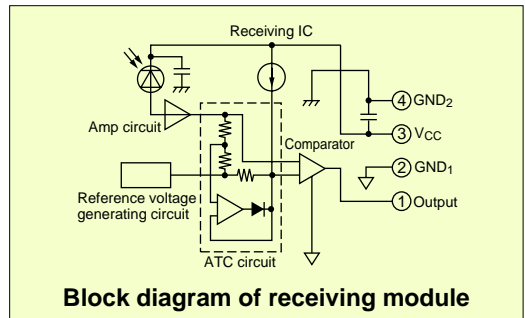 Receiving IC
Amp circuit
Comparator
④ GND₂
③ VCC
② GND₁
① Output
Reference voltage
generating circuit
ATC circuit
Block diagram of receiving module